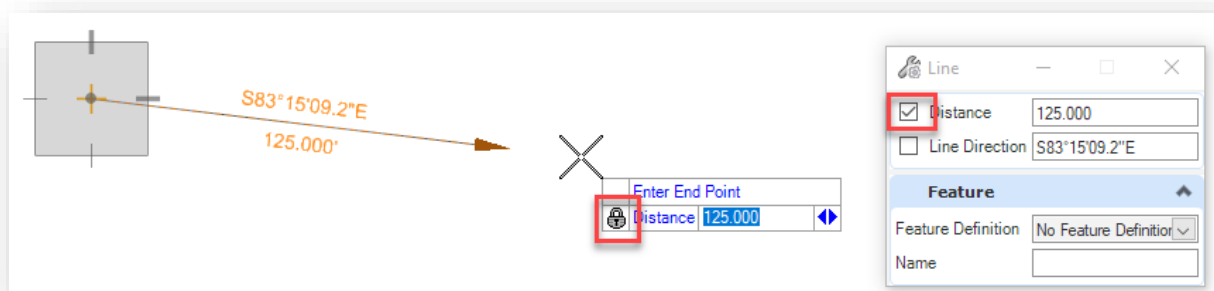 S83°15'09.2"E
125.000'
Enter End Point
Distance 125.000
Line
Distance 125.000
Line Direction S83°15'09.2"E
Feature
Feature Definition No Feature Definition
Name